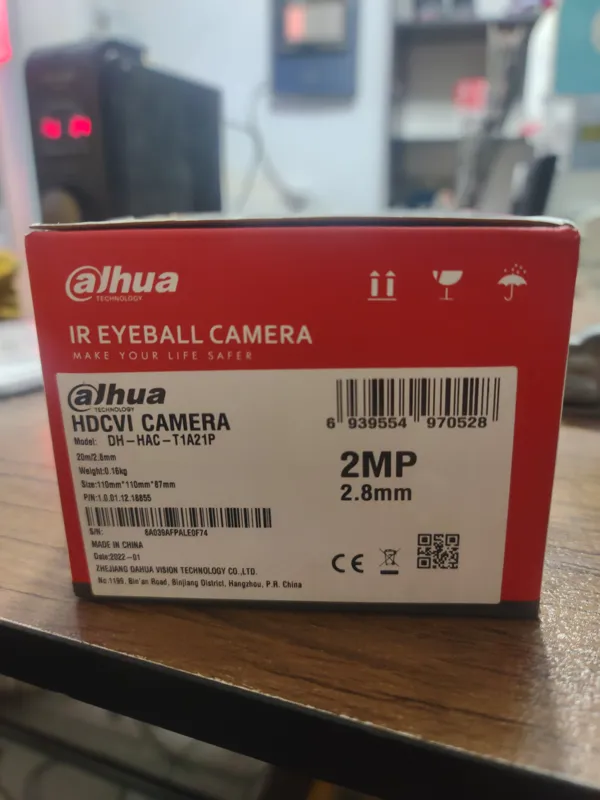 alhua
TECHNOLOGY
IR EYEBALL CAMERA
MAKE YOUR LIFE SAFER
alhua
TECHNOLOGY
HDCVI CAMERA
Model: DH-HAC-T1A21P
20m/2.8mm
Weight:0.16kg
Size:110mm*110mm*87mm
P/N:1.0.01.12.18855
S/N: 6A039AFPALE0F74
MADE IN CHINA
Date:2022-01
ZHEJIANG DAHUA VISION TECHNOLOGY CO.,LTD.
No.1199, Bin'an Road, Binjiang District, Hangzhou, P.R. China
6 939554 970528
2MP
2.8mm
CE